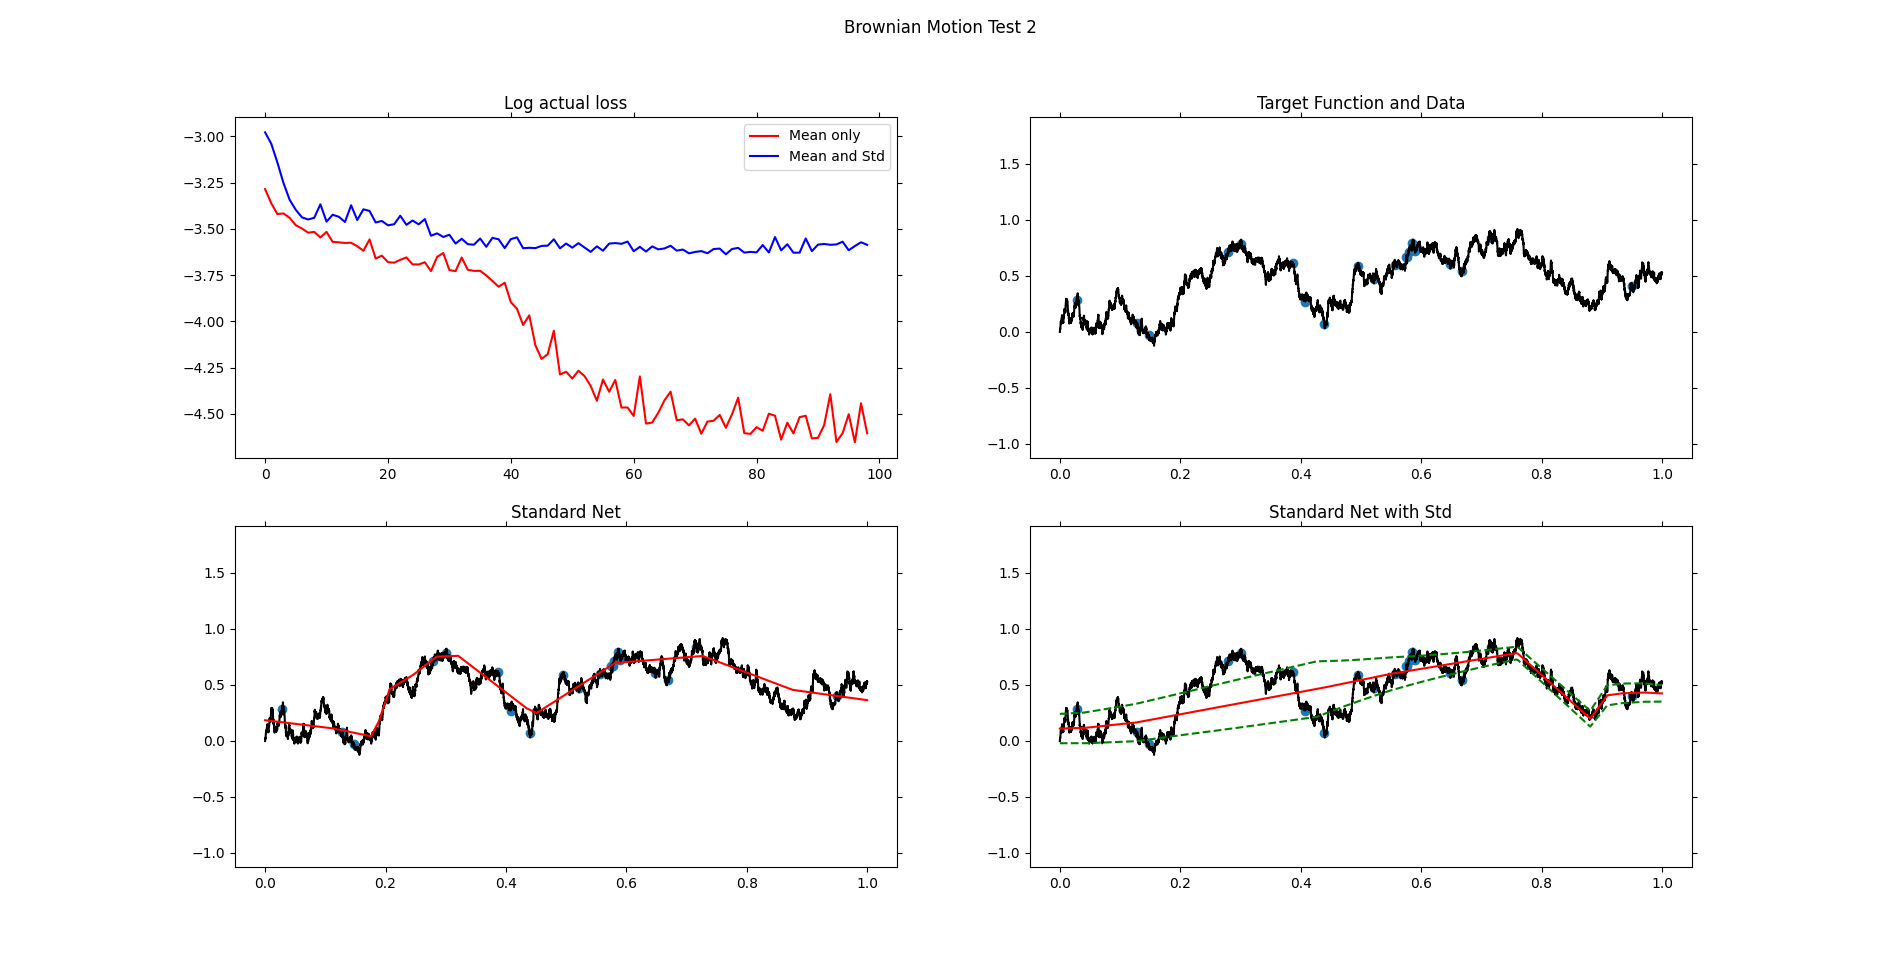 Brownian Motion Test 2
Log actual loss
Mean only
Mean and Std
−3.00
−3.25
−3.50
−3.75
−4.00
−4.25
−4.50
0 20 40 60 80 100
Target Function and Data
1.5
1.0
0.5
0.0
−0.5
−1.0
0.0 0.2 0.4 0.6 0.8 1.0
Standard Net
1.5
1.0
0.5
0.0
−0.5
−1.0
0.0 0.2 0.4 0.6 0.8 1.0
Standard Net with Std
1.5
1.0
0.5
0.0
−0.5
−1.0
0.0 0.2 0.4 0.6 0.8 1.0